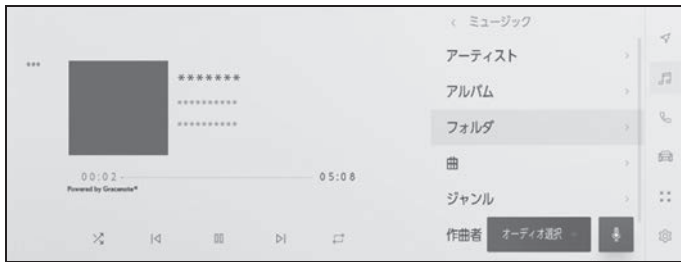 ミュージック
アーティスト
アルバム
フォルダ
曲
ジャンル
作曲者
オーディオ選択
*******
**********
**********
00:02
05:08
Powered by Gracenote®